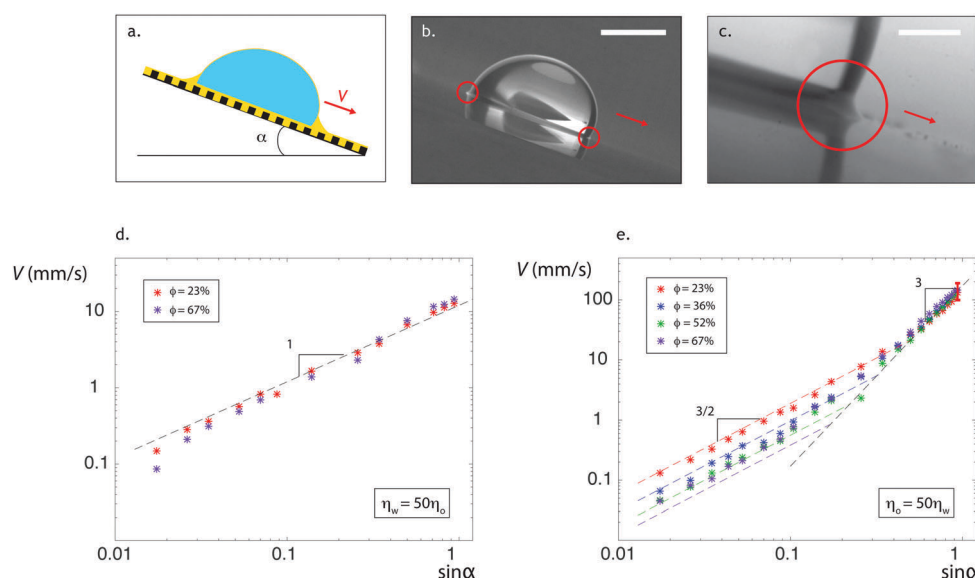 a.
V
α
b.
c.
d.
V (mm/s)
ϕ = 23%
ϕ = 67%
10
1
0.1
1
η_w = 50η_o
0.01
0.1
1
sinα
e.
V (mm/s)
ϕ = 23%
ϕ = 36%
ϕ = 52%
ϕ = 67%
100
10
1
0.1
3
3/2
η_o = 50η_w
0.01
0.1
1
sinα